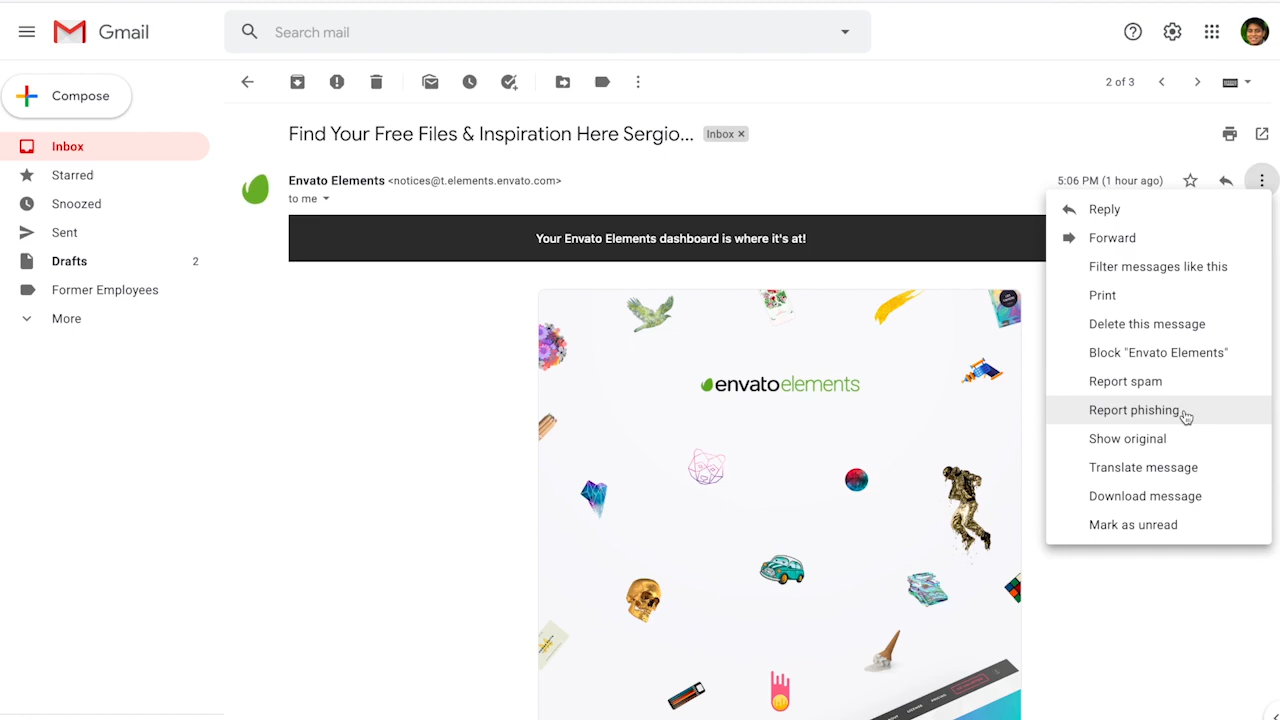 Gmail
Search mail
Compose
2 of 3
Inbox
Starred
Snoozed
Sent
Drafts 2
Former Employees
More
Find Your Free Files & Inspiration Here Sergio... Inbox ×
Envato Elements <notices@t.elements.envato.com>
5:06 PM (1 hour ago)
to me
Your Envato Elements dashboard is where it's at!
envatoelements
Reply
Forward
Filter messages like this
Print
Delete this message
Block "Envato Elements"
Report spam
Report phishing
Show original
Translate message
Download message
Mark as unread